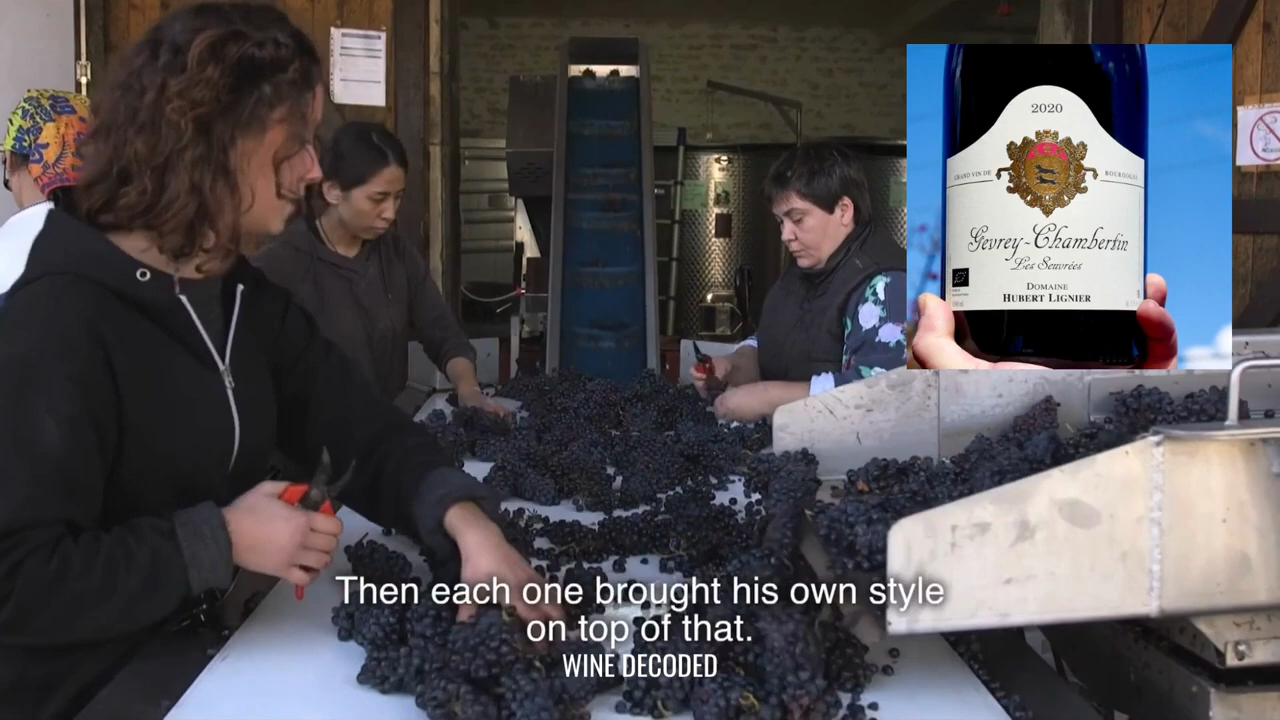 2020
GRAND VIN DE BOURGOGNE
Gevrey-Chambertin
Les Seuvrées
DOMAINE
HUBERT LIGNIER
Then each one brought his own style
on top of that.
WINE DECODED